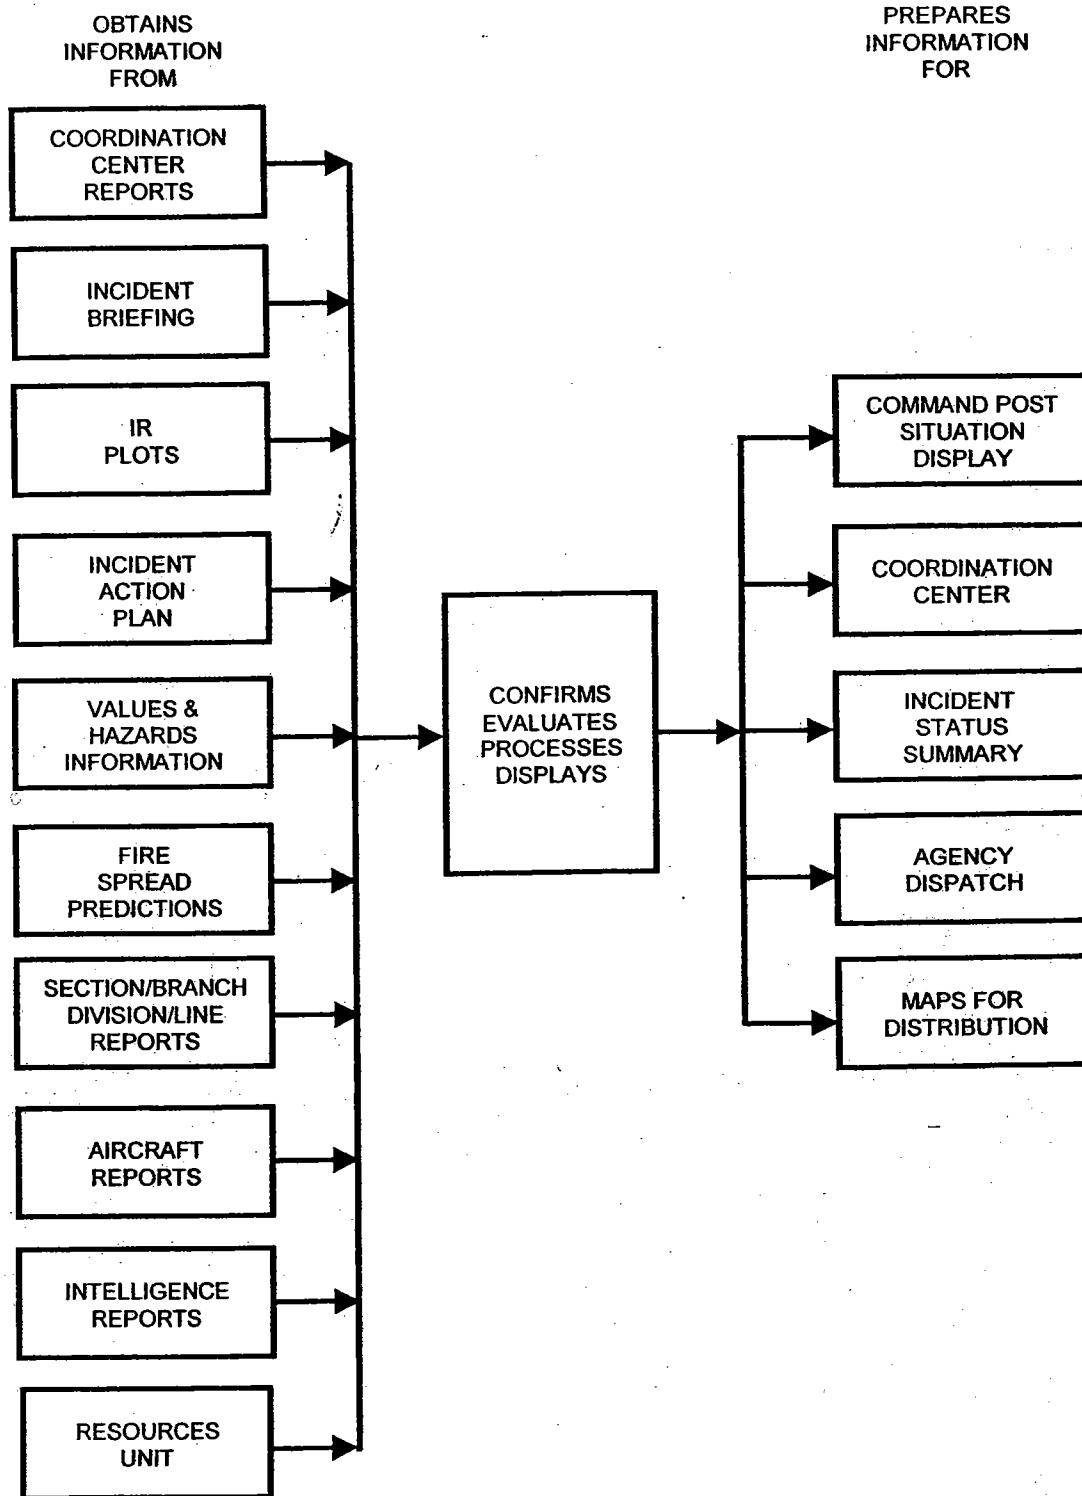 OBTAINS
INFORMATION
FROM
PREPARES
INFORMATION
FOR
COORDINATION
CENTER
REPORTS
INCIDENT
BRIEFING
IR
PLOTS
INCIDENT
ACTION
PLAN
VALUES &
HAZARDS
INFORMATION
FIRE
SPREAD
PREDICTIONS
SECTION/BRANCH
DIVISION/LINE
REPORTS
AIRCRAFT
REPORTS
INTELLIGENCE
REPORTS
RESOURCES
UNIT
CONFIRMS
EVALUATES
PROCESSES
DISPLAYS
COMMAND POST
SITUATION
DISPLAY
COORDINATION
CENTER
INCIDENT
STATUS
SUMMARY
AGENCY
DISPATCH
MAPS FOR
DISTRIBUTION